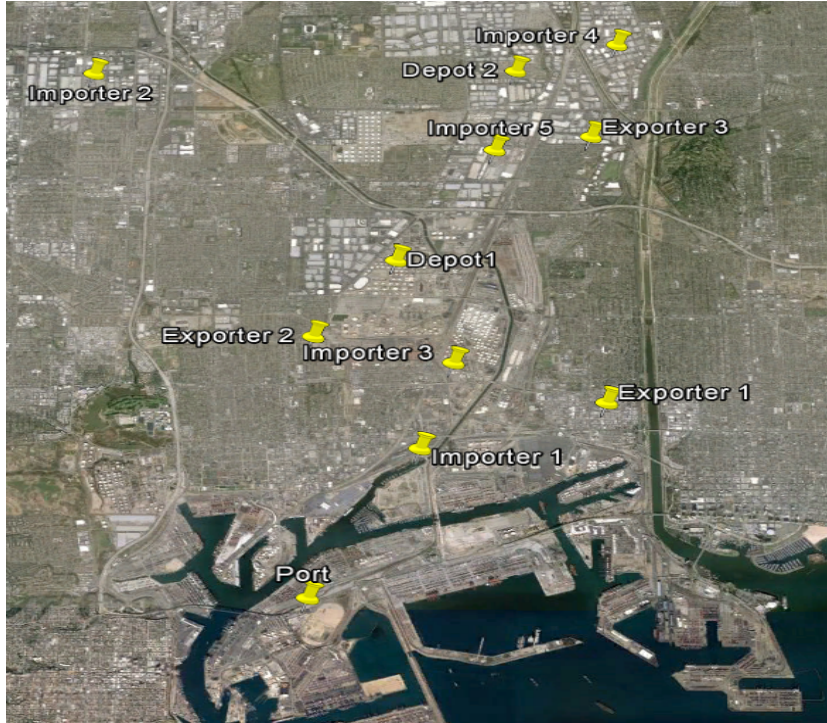 Importer 4
Depot 2
Importer 2
Importer 5
Exporter 3
Depot1
Exporter 2
Importer 3
Exporter 1
Importer 1
Port